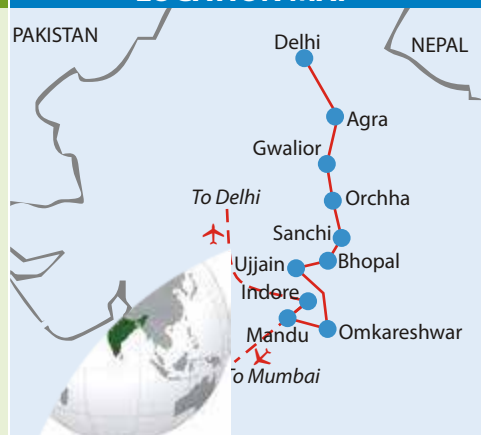 PAKISTAN
Delhi
NEPAL
Agra
Gwalior
Orchha
To Delhi
Sanchi
Ujjain
Bhopal
Indore
Mandu
Omkareshwar
To Mumbai